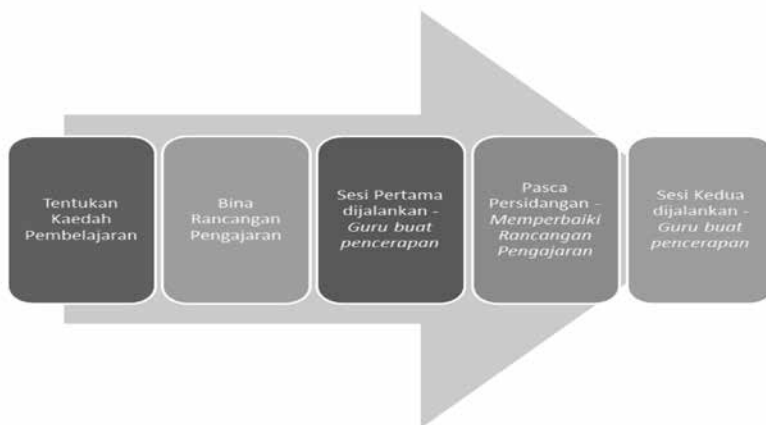 Tentukan
Kaedah
Pembelajaran
Bina
Rancangan
Pengajaran
Sesi Pertama
dijalankan -
Guru buat
pencerapan
Pasca
Persidangan -
Memperbaiki
Rancangan
Pengajaran
Sesi Kedua
dijalankan -
Guru buat
pencerapan